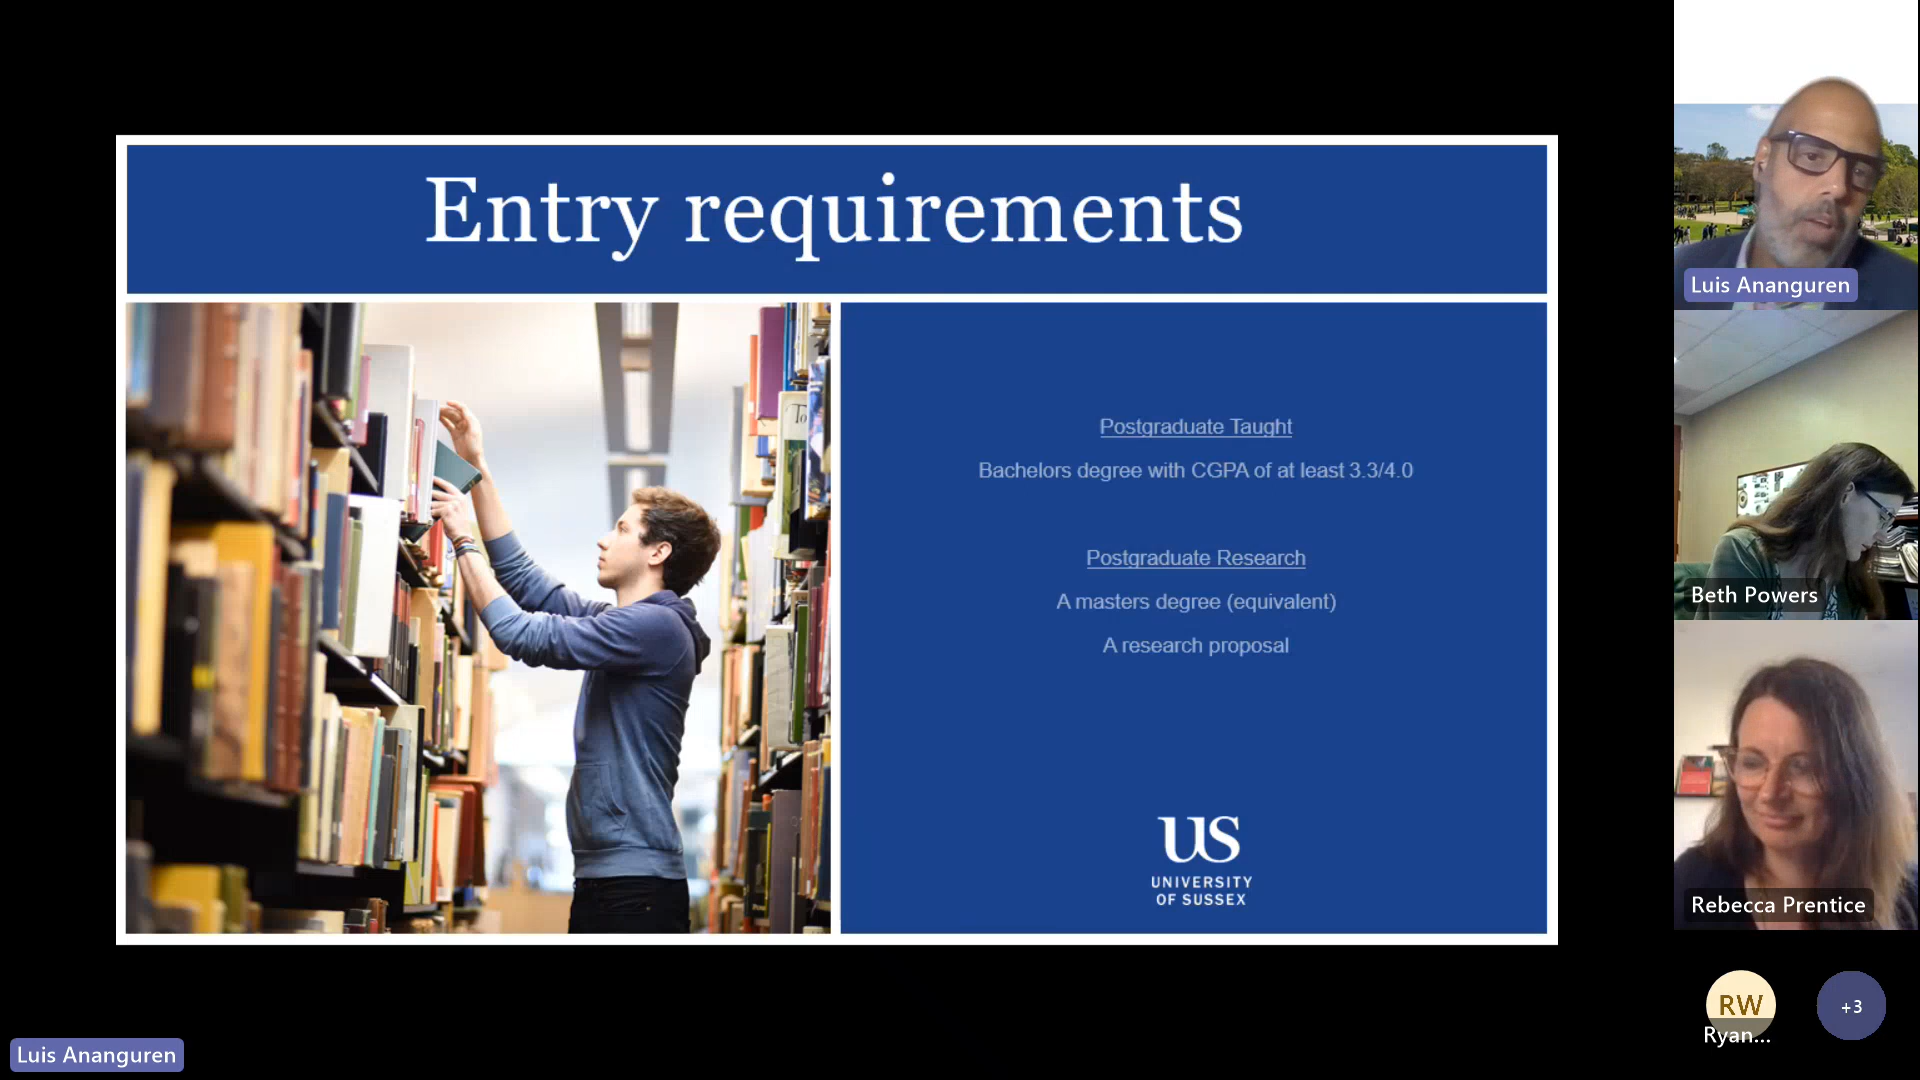 Entry requirements
Postgraduate Taught
Bachelors degree with CGPA of at least 3.3/4.0
Postgraduate Research
A masters degree (equivalent)
A research proposal
US
UNIVERSITY
OF SUSSEX
Luis Ananguren
Beth Powers
Rebecca Prentice
RW
Ryan...
+3
Luis Ananguren